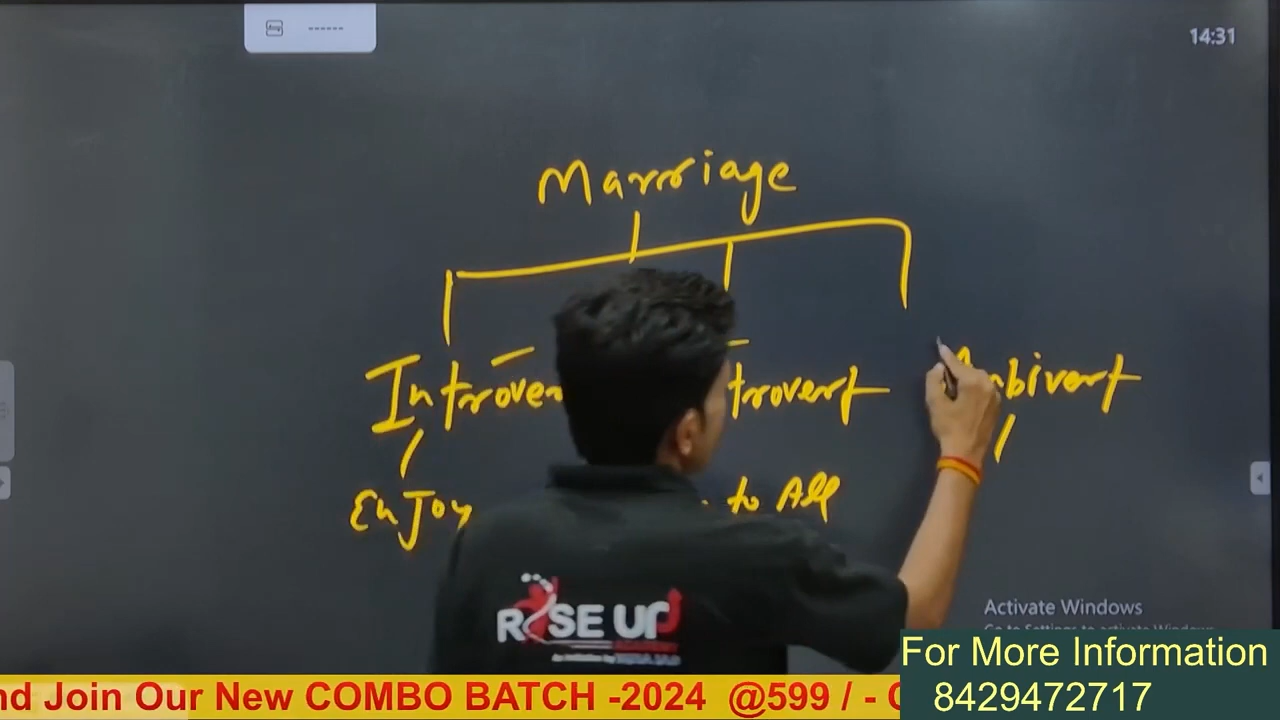 14:31
Marriage
Introver trovert Ambivert
Enjoy to All
RISE UP
Activate Windows
For More Information
8429472717
nd Join Our New COMBO BATCH -2024 @599 / -